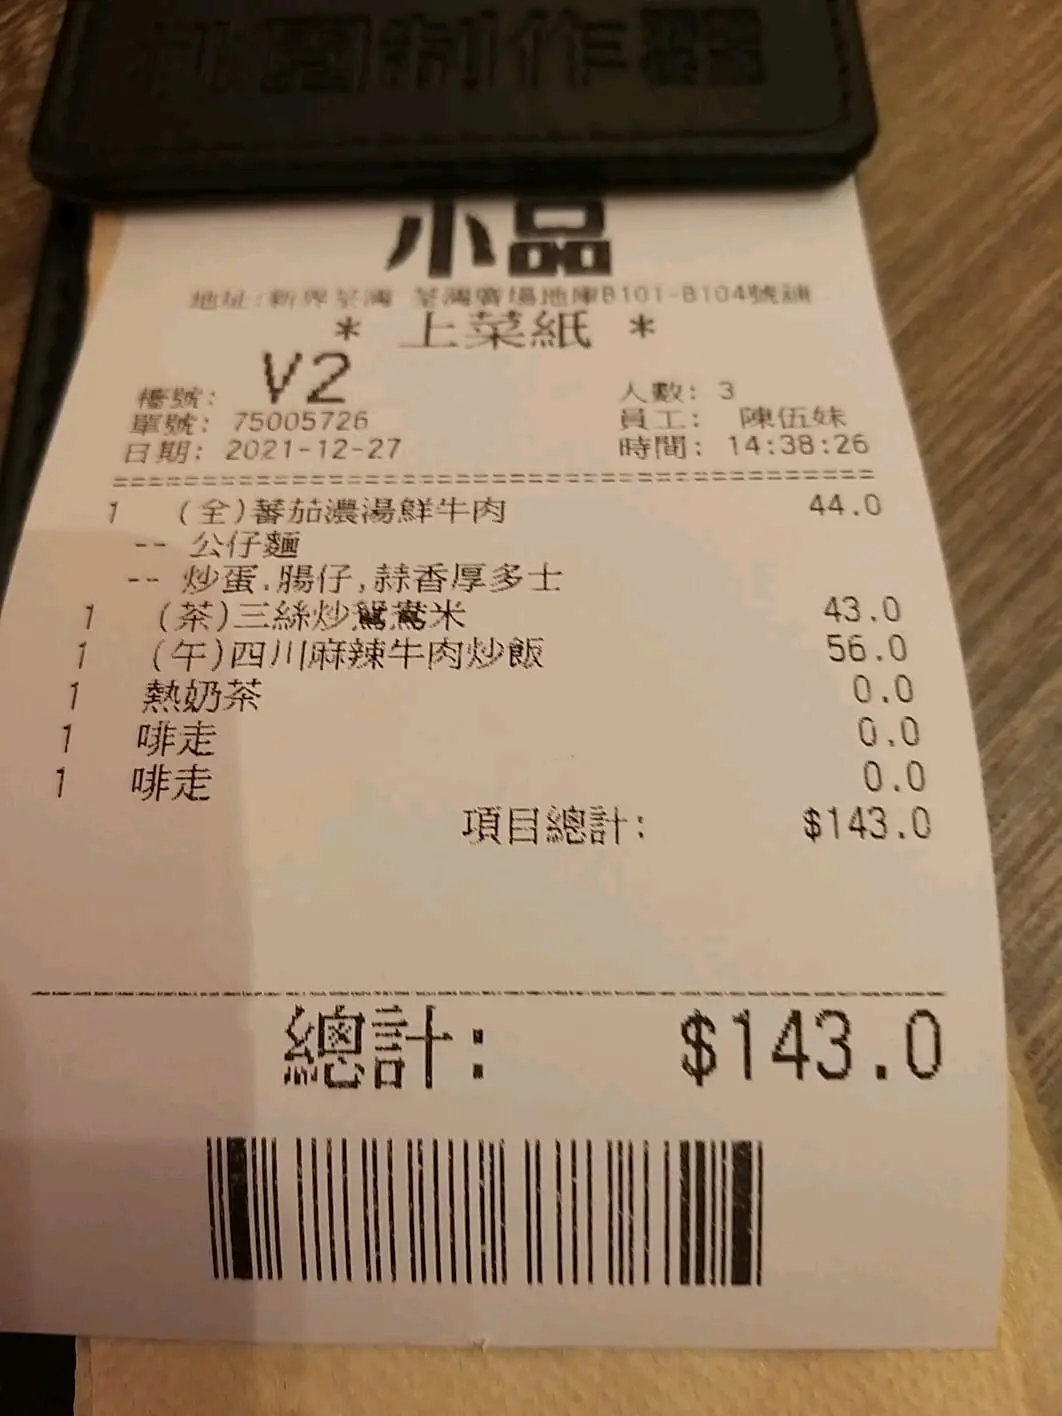 小品
地址:新界荃灣 荃灣廣場地庫B101-B104號舖
* 上菜紙 *
檯號: V2 人數: 3
單號: 75005726 員工: 陳伍妹
日期: 2021-12-27 時間: 14:38:26
1 (全)蕃茄濃湯鮮牛肉 44.0
-- 公仔麵
-- 炒蛋.腸仔,蒜香厚多士
1 (茶)三絲炒鴛鴦米 43.0
1 (午)四川麻辣牛肉炒飯 56.0
1 熱奶茶 0.0
1 啡走 0.0
1 啡走 0.0
項目總計: $143.0
總計: $143.0